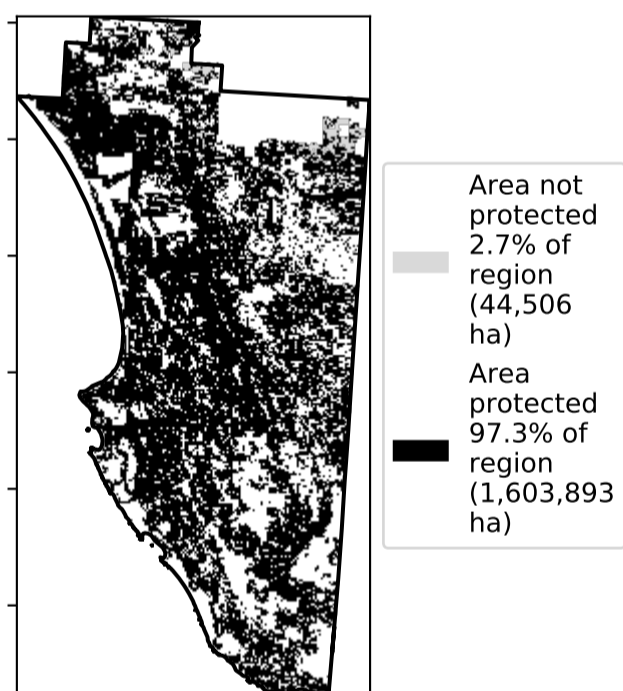 Area not
protected
2.7% of
region
(44,506
ha)
Area
protected
97.3% of
region
(1,603,893
ha)